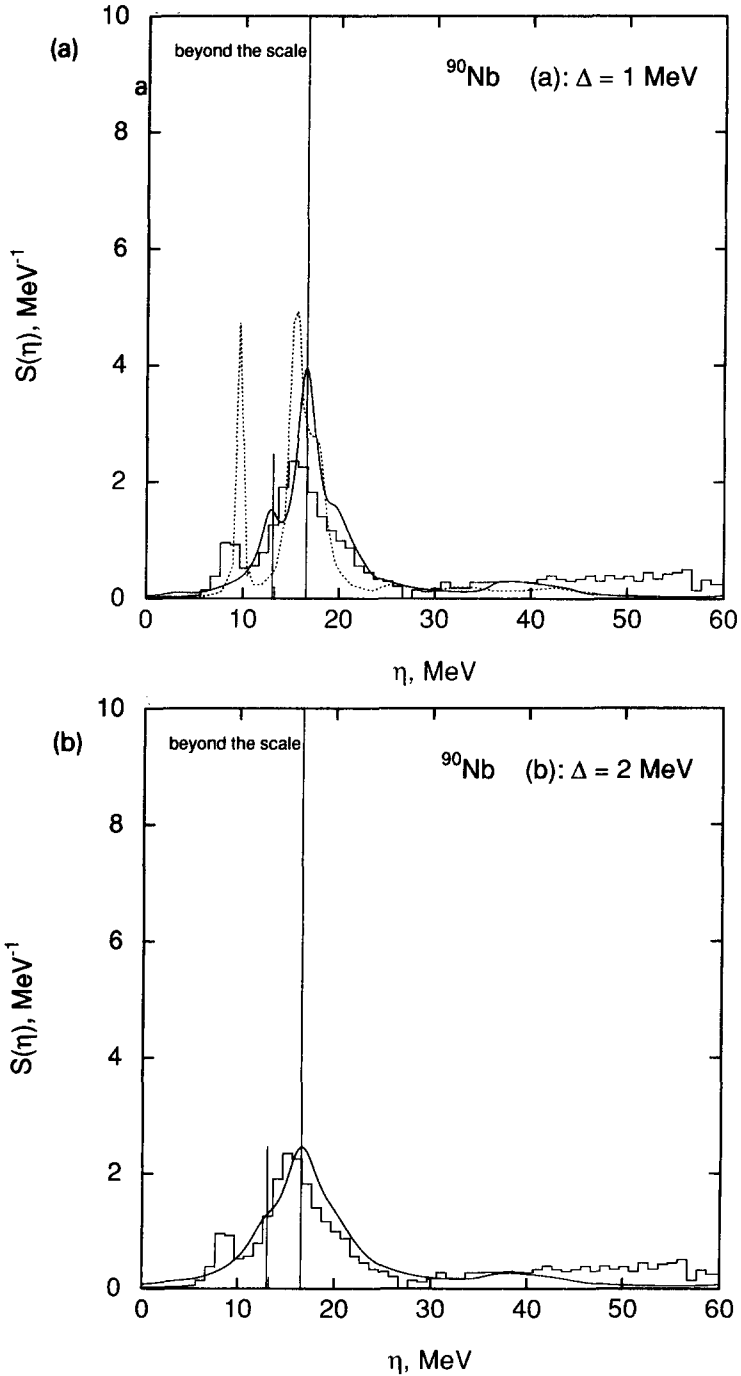 (a)
beyond the scale
a
⁹⁰Nb (a): Δ = 1 MeV
10
8
6
4
2
0
S(η), MeV⁻¹
0 10 20 30 40 50 60
η, MeV
(b)
beyond the scale
⁹⁰Nb (b): Δ = 2 MeV
10
8
6
4
2
0
S(η), MeV⁻¹
0 10 20 30 40 50 60
η, MeV